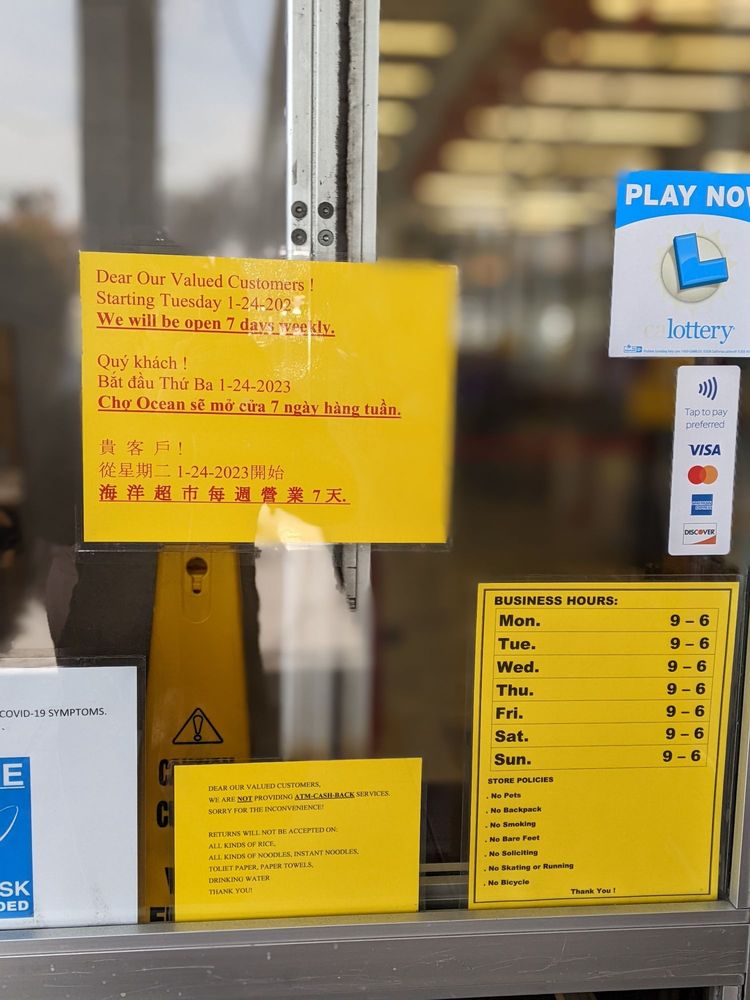 Dear Our Valued Customers !
Starting Tuesday 1-24-202
We will be open 7 days weekly.
Quý khách !
Bắt đầu Thứ Ba 1-24-2023
Chợ Ocean sẽ mở cửa 7 ngày hàng tuần.
貴 客 戶 !
從星期二 1-24-2023開始
海 洋 超 市 每 週 營 業 7 天.
PLAY NOW
calottery
Tap to pay
preferred
VISA
DISCOVER
BUSINESS HOURS:
Mon. 9 – 6
Tue. 9 – 6
Wed. 9 – 6
Thu. 9 – 6
Fri. 9 – 6
Sat. 9 – 6
Sun. 9 – 6
STORE POLICIES
. No Pets
. No Backpack
. No Smoking
. No Bare Feet
. No Soliciting
. No Skating or Running
. No Bicycle
Thank You !
COVID-19 SYMPTOMS.
E
SK
DED
DEAR OUR VALUED CUSTOMERS,
WE ARE NOT PROVIDING ATM-CASH-BACK SERVICES.
SORRY FOR THE INCONVENIENCE!
RETURNS WILL NOT BE ACCEPTED ON:
ALL KINDS OF RICE,
ALL KINDS OF NOODLES, INSTANT NOODLES,
TOLIET PAPER, PAPER TOWELS,
DRINKING WATER
THANK YOU!